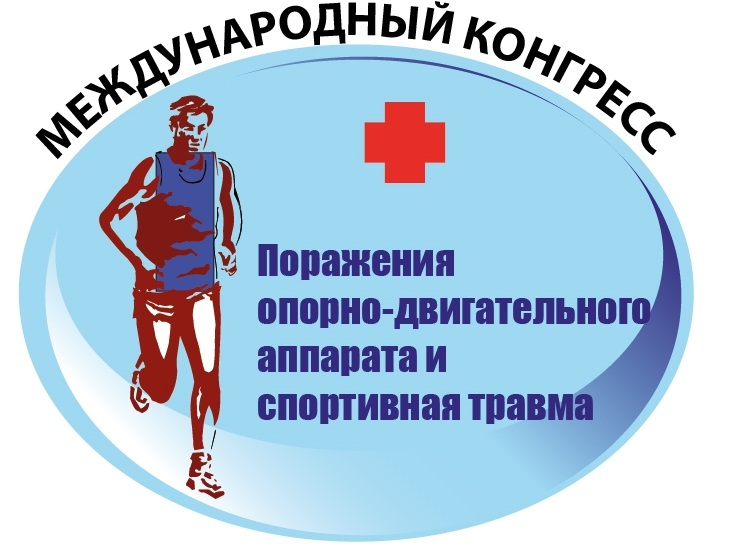 МЕЖДУНАРОДНЫЙ КОНГРЕСС
Поражения
опорно-двигательного
аппарата и
спортивная травма